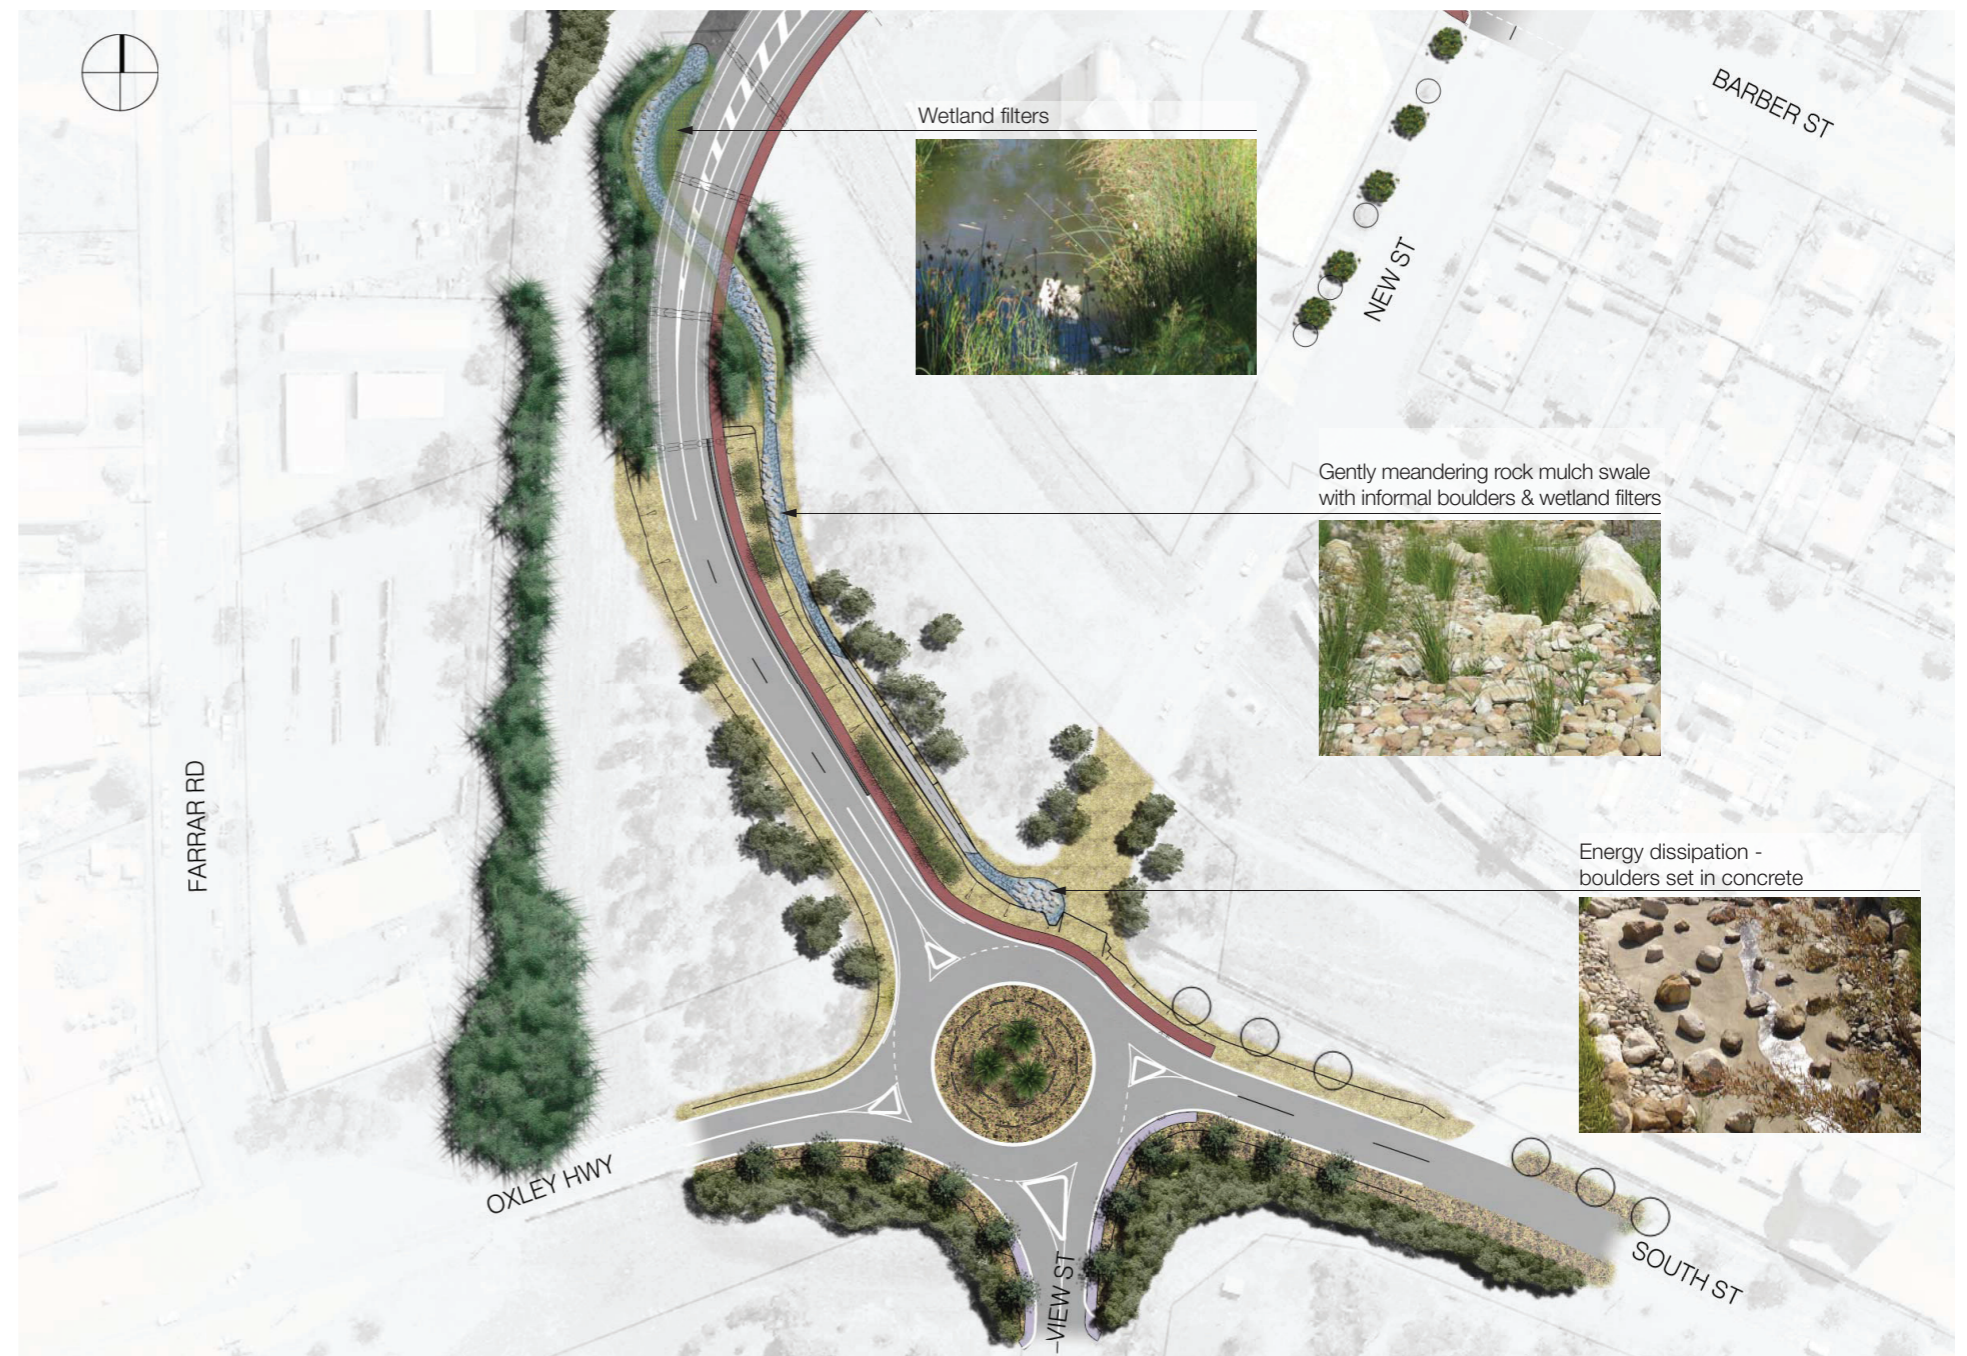 BARBER ST
Wetland filters
NEW ST
Gently meandering rock mulch swale
with informal boulders & wetland filters
FARRAR RD
Energy dissipation -
boulders set in concrete
OXLEY HWY
VIEW ST
SOUTH ST